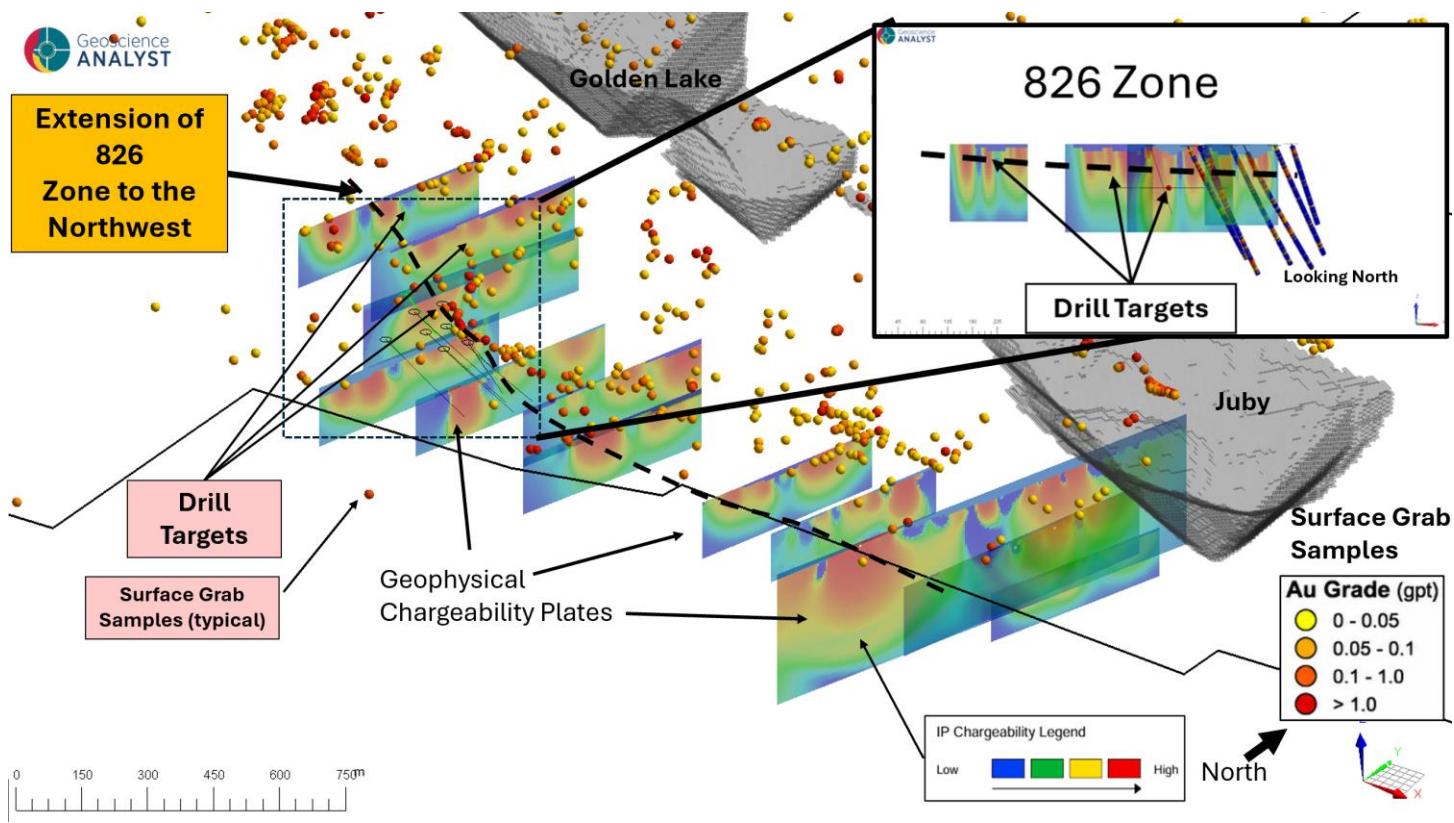 Geoscience
ANALYST
Golden Lake
Extension of
826
Zone to the
Northwest
826 Zone
Looking North
Drill Targets
Juby
Drill
Targets
Surface Grab
Samples (typical)
Geophysical
Chargeability Plates
Surface Grab
Samples
Au Grade (gpt)
0 - 0.05
0.05 - 0.1
0.1 - 1.0
> 1.0
IP Chargeability Legend
Low
High
North
Y
X
0 150 300 450 600 750 m